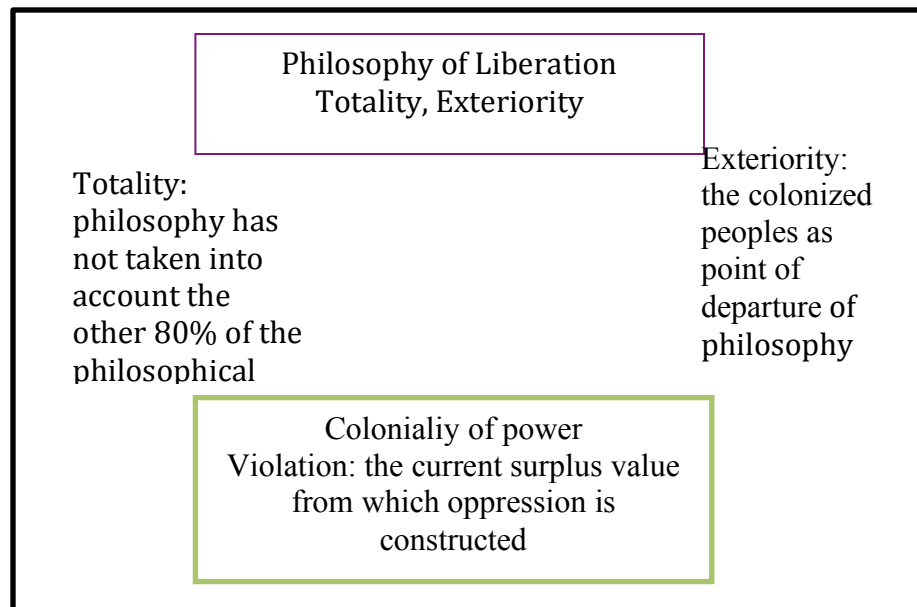 Philosophy of Liberation
Totality, Exteriority
Totality:
philosophy has
not taken into
account the
other 80% of the
philosophical
Exteriority:
the colonized
peoples as
point of
departure of
philosophy
Colonialiy of power
Violation: the current surplus value
from which oppression is
constructed